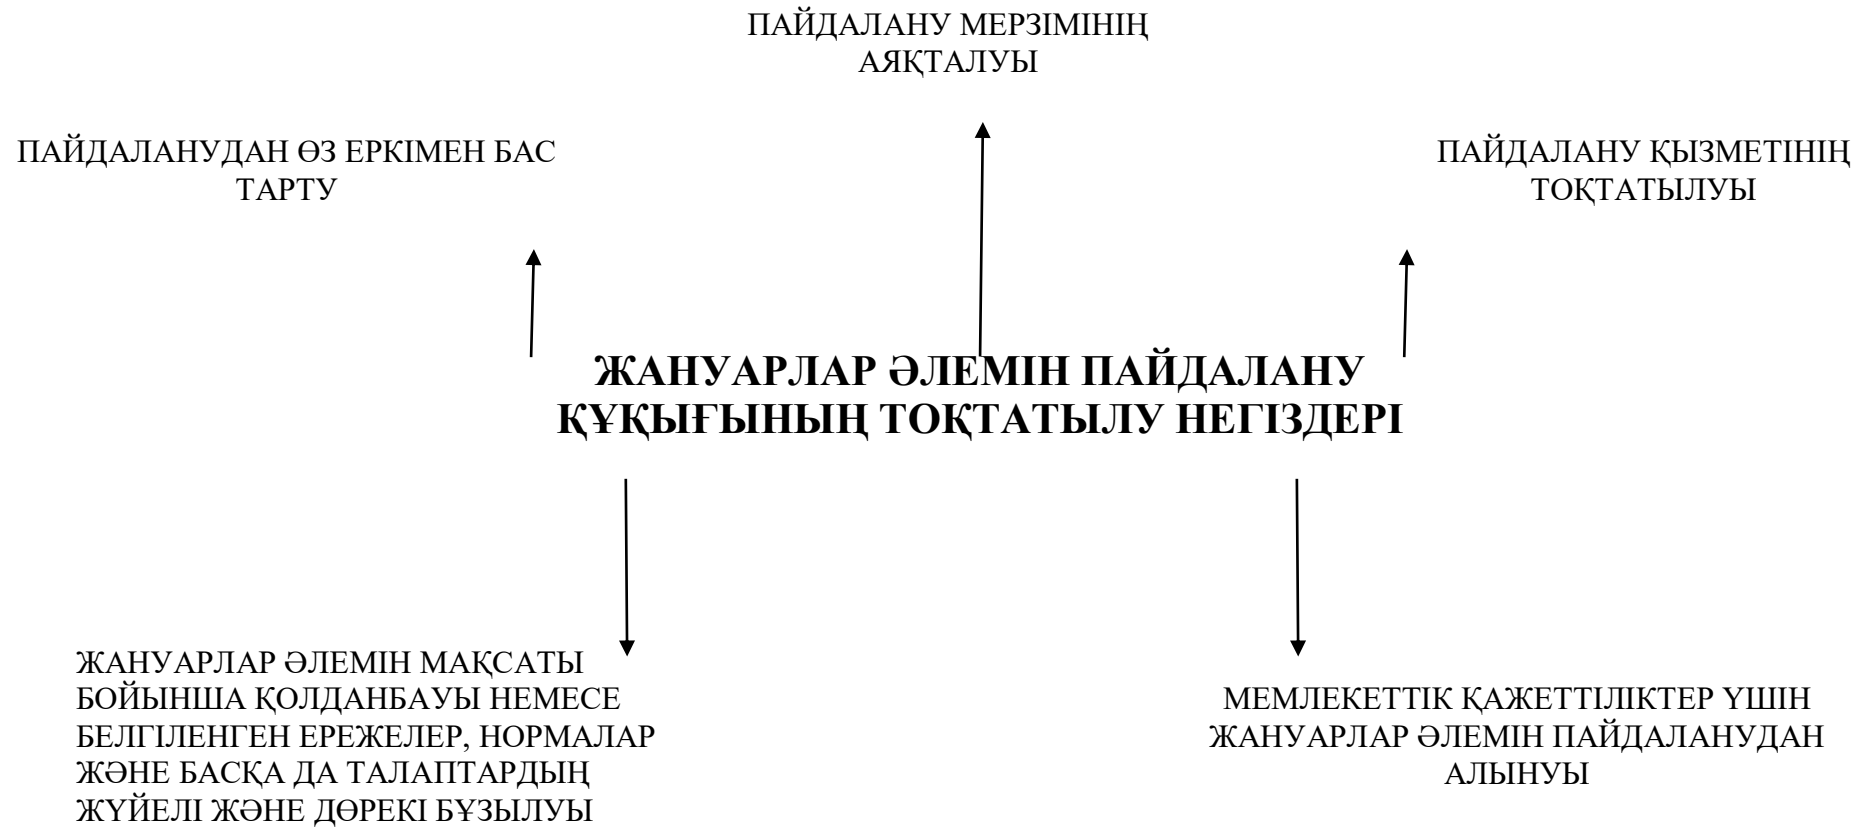 ПАЙДАЛАНУ МЕРЗІМІНІҢ
АЯҚТАЛУЫ
ПАЙДАЛАНУДАН ӨЗ ЕРКІМЕН БАС
ТАРТУ
ПАЙДАЛАНУ ҚЫЗМЕТІНІҢ
ТОҚТАТЫЛУЫ
ЖАНУАРЛАР ӘЛЕМІН ПАЙДАЛАНУ
ҚҰҚЫҒЫНЫҢ ТОҚТАТЫЛУ НЕГІЗДЕРІ
ЖАНУАРЛАР ӘЛЕМІН МАҚСАТЫ
БОЙЫНША ҚОЛДАНБАУЫ НЕМЕСЕ
БЕЛГІЛЕНГЕН ЕРЕЖЕЛЕР, НОРМАЛАР
ЖӘНЕ БАСҚА ДА ТАЛАПТАРДЫҢ
ЖҮЙЕЛІ ЖӘНЕ ДӨРЕКІ БҰЗЫЛУЫ
МЕМЛЕКЕТТІК ҚАЖЕТТІЛІКТЕР ҮШІН
ЖАНУАРЛАР ӘЛЕМІН ПАЙДАЛАНУДАН
АЛЫНУЫ